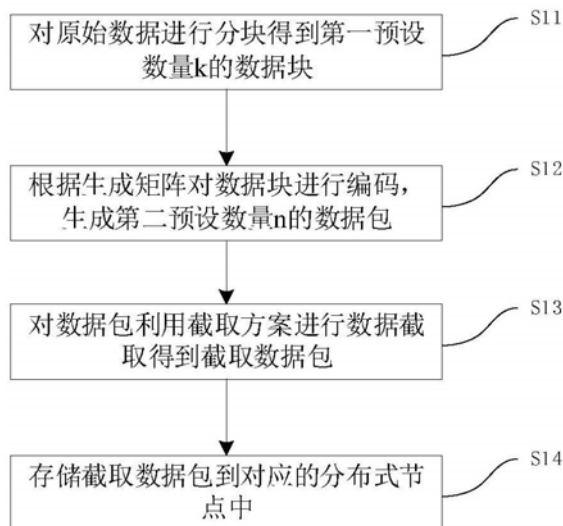 对原始数据进行分块得到第一预设
数量k的数据块
S11
根据生成矩阵对数据块进行编码，
生成第二预设数量n的数据包
S12
对数据包利用截取方案进行数据截
取得到截取数据包
S13
存储截取数据包到对应的分布式节
点中
S14